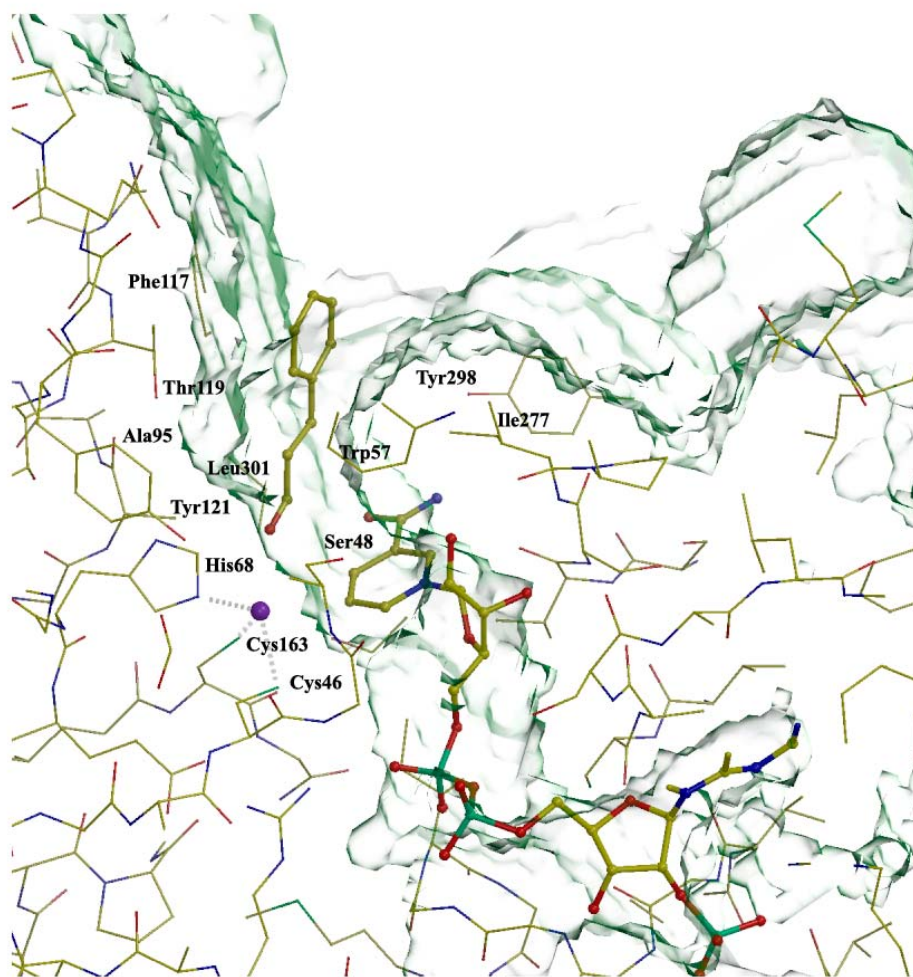 Phe117
Tyr298
Thr119
Ile277
Ala95
Trp57
Leu301
Tyr121
Ser48
His68
Cys163
Cys46